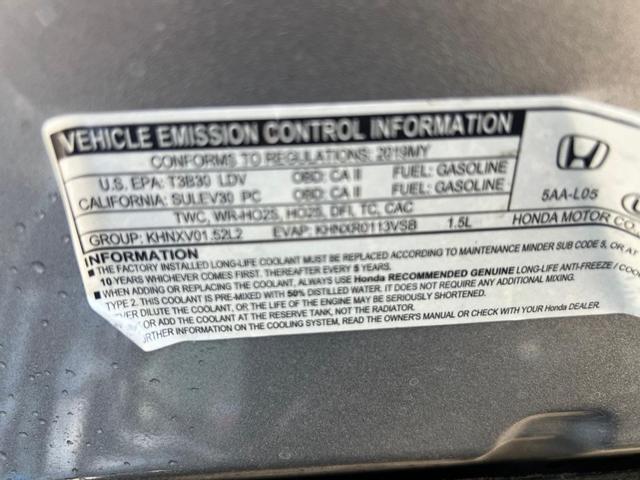 VEHICLE EMISSION CONTROL INFORMATION
CONFORMS TO REGULATIONS: 2019MY
U.S. EPA: T3B30 LDV OBD: CA II FUEL: GASOLINE
CALIFORNIA: SULEV30 PC OBD: CA II FUEL: GASOLINE
TWC, WR-HO2S, HO2S, DFI, TC, CAC
GROUP: KHNXV01.52L2 EVAP: KHNXR0113VSB 1.5L
5AA-L05
HONDA MOTOR CO.
INFORMATION
■ THE FACTORY INSTALLED LONG-LIFE COOLANT MUST BE REPLACED ACCORDING TO MAINTENANCE MINDER SUB CODE 5, OR AT
10 YEARS WHICHEVER COMES FIRST. THEREAFTER EVERY 5 YEARS.
■ WHEN ADDING OR REPLACING THE COOLANT, ALWAYS USE Honda RECOMMENDED GENUINE LONG-LIFE ANTI-FREEZE / COOL
TYPE 2. THIS COOLANT IS PRE-MIXED WITH 50% DISTILLED WATER. IT DOES NOT REQUIRE ANY ADDITIONAL MIXING.
EVER DILUTE THE COOLANT, OR THE LIFE OF THE ENGINE MAY BE SERIOUSLY SHORTENED.
OR ADD THE COOLANT AT THE RESERVE TANK, NOT THE RADIATOR.
RTHER INFORMATION ON THE COOLING SYSTEM, READ THE OWNER'S MANUAL OR CHECK WITH YOUR Honda DEALER.